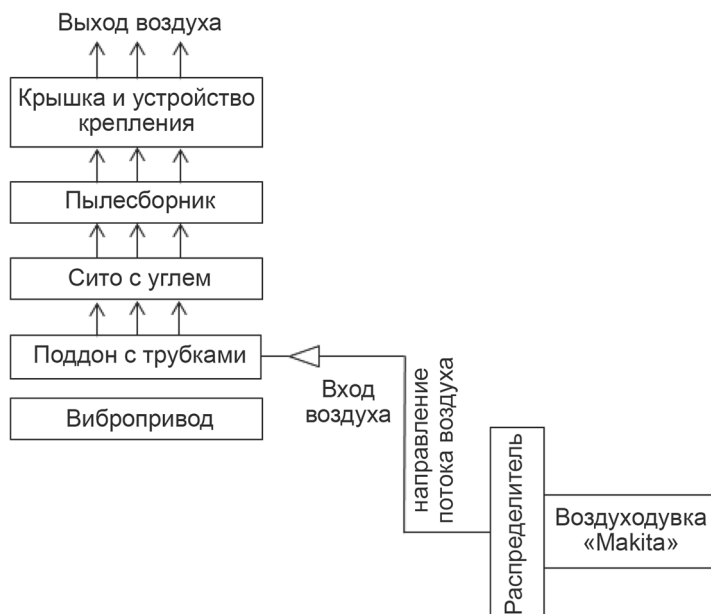 Выход воздуха
Крышка и устройство
крепления
Пылесборник
Сито с углем
Поддон с трубками
Вход
воздуха
Вибропривод
направление
потока воздуха
Распределитель
Воздуходувка
«Makita»